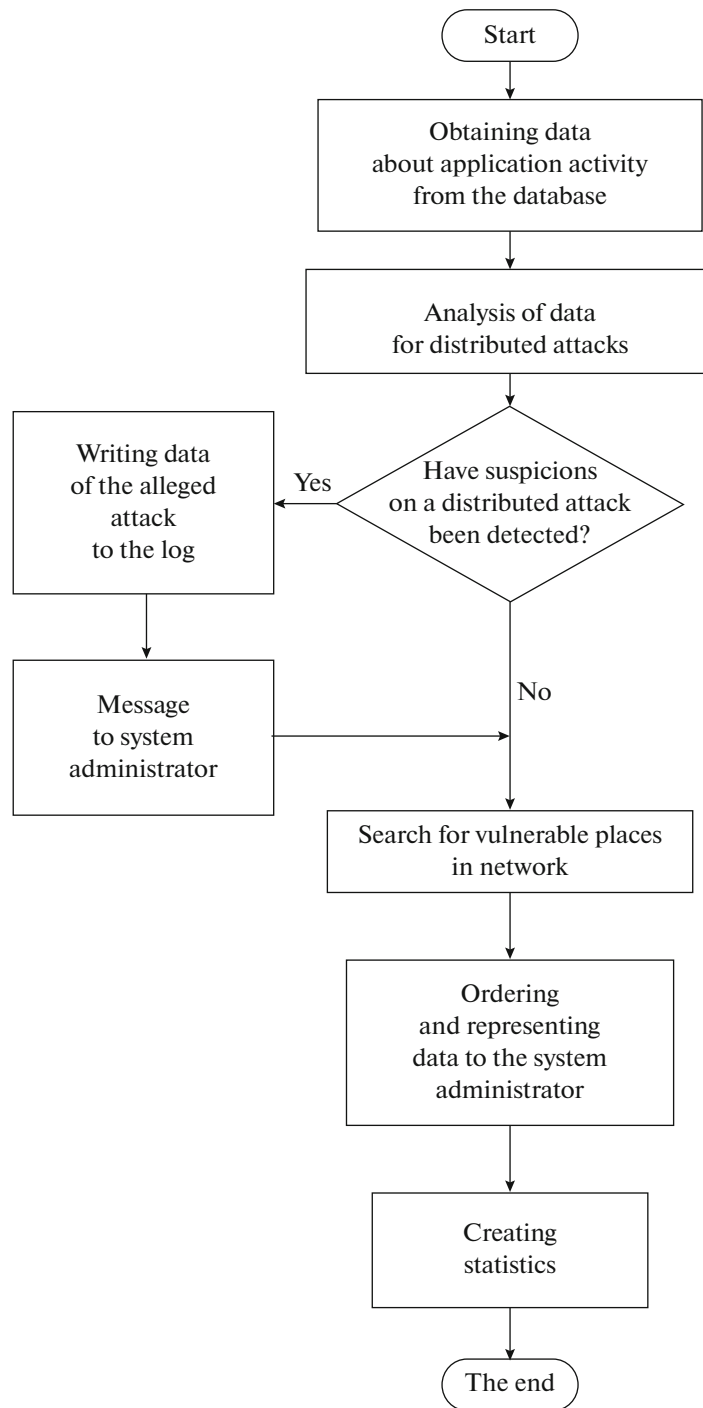 Start
Obtaining data
about application activity
from the database
Analysis of data
for distributed attacks
Have suspicions
on a distributed attack
been detected?
Yes
Writing data
of the alleged
attack
to the log
Message
to system
administrator
No
Search for vulnerable places
in network
Ordering
and representing
data to the system
administrator
Creating
statistics
The end